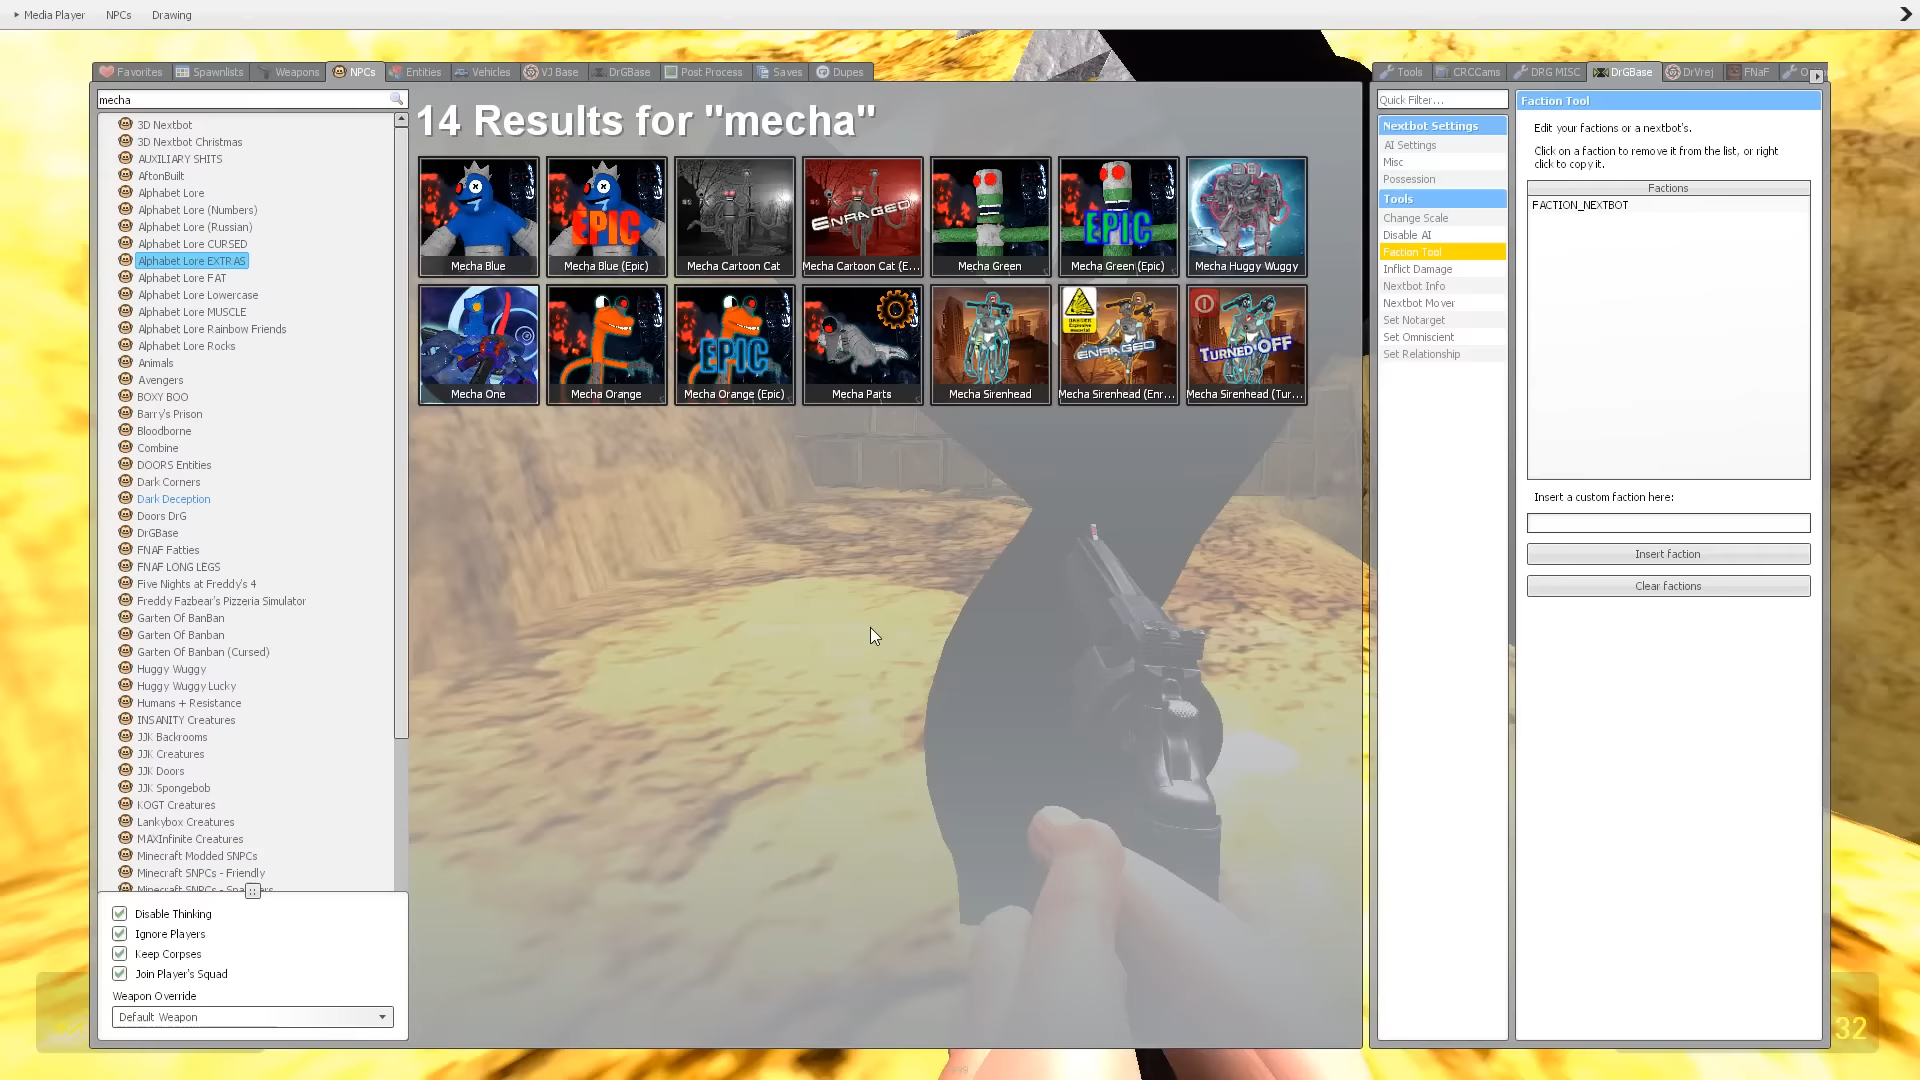 Media Player
NPCs
Drawing
Favorites
Spawnlists
Weapons
NPCs
Entities
Vehicles
VJ Base
DrGBase
Post Process
Saves
Dupes
Tools
CRCCams
DRG MISC
DrGBase
DrVrej
FNaF
mecha
14 Results for "mecha"
3D Nextbot
3D Nextbot Christmas
AUXILIARY SHITS
AftonBuilt
Alphabet Lore
Alphabet Lore (Numbers)
Alphabet Lore (Russian)
Alphabet Lore CURSED
Alphabet Lore EXTRAS
Alphabet Lore FAT
Alphabet Lore Lowercase
Alphabet Lore MUSCLE
Alphabet Lore Rainbow Friends
Alphabet Lore Rocks
Animals
Avengers
BOXY BOO
Barry's Prison
Bloodborne
Combine
DOORS Entities
Dark Corners
Dark Deception
Doors DrG
DrGBase
FNAF Fatties
FNAF LONG LEGS
Five Nights at Freddy's 4
Freddy Fazbear's Pizzeria Simulator
Garten Of BanBan
Garten Of Banban
Garten Of Banban (Cursed)
Huggy Wuggy
Huggy Wuggy Lucky
Humans + Resistance
INSANITY Creatures
JJK Backrooms
JJK Creatures
JJK Doors
JJK Spongebob
KOGT Creatures
Lankybox Creatures
MAXInfinite Creatures
Minecraft Modded SNPCs
Minecraft SNPCs - Friendly
Disable Thinking
Ignore Players
Keep Corpses
Join Player's Squad
Weapon Override
Default Weapon
Mecha Blue
EPIC
Mecha Blue (Epic)
Mecha Cartoon Cat
ENRAGED
Mecha Cartoon Cat (E...
Mecha Green
EPIC
Mecha Green (Epic)
Mecha Huggy Wuggy
Mecha One
Mecha Orange
EPIC
Mecha Orange (Epic)
Mecha Parts
Mecha Sirenhead
DANGER
ENRAGED
Mecha Sirenhead (Enr...
TURNED OFF
Mecha Sirenhead (Tur...
Quick Filter...
Nextbot Settings
AI Settings
Misc
Possession
Tools
Change Scale
Disable AI
Faction Tool
Inflict Damage
Nextbot Info
Nextbot Mover
Set Notarget
Set Omniscient
Set Relationship
Faction Tool
Edit your factions or a nextbot's.
Click on a faction to remove it from the list, or right
click to copy it.
Factions
FACTION_NEXTBOT
Insert a custom faction here:
Insert faction
Clear factions
32